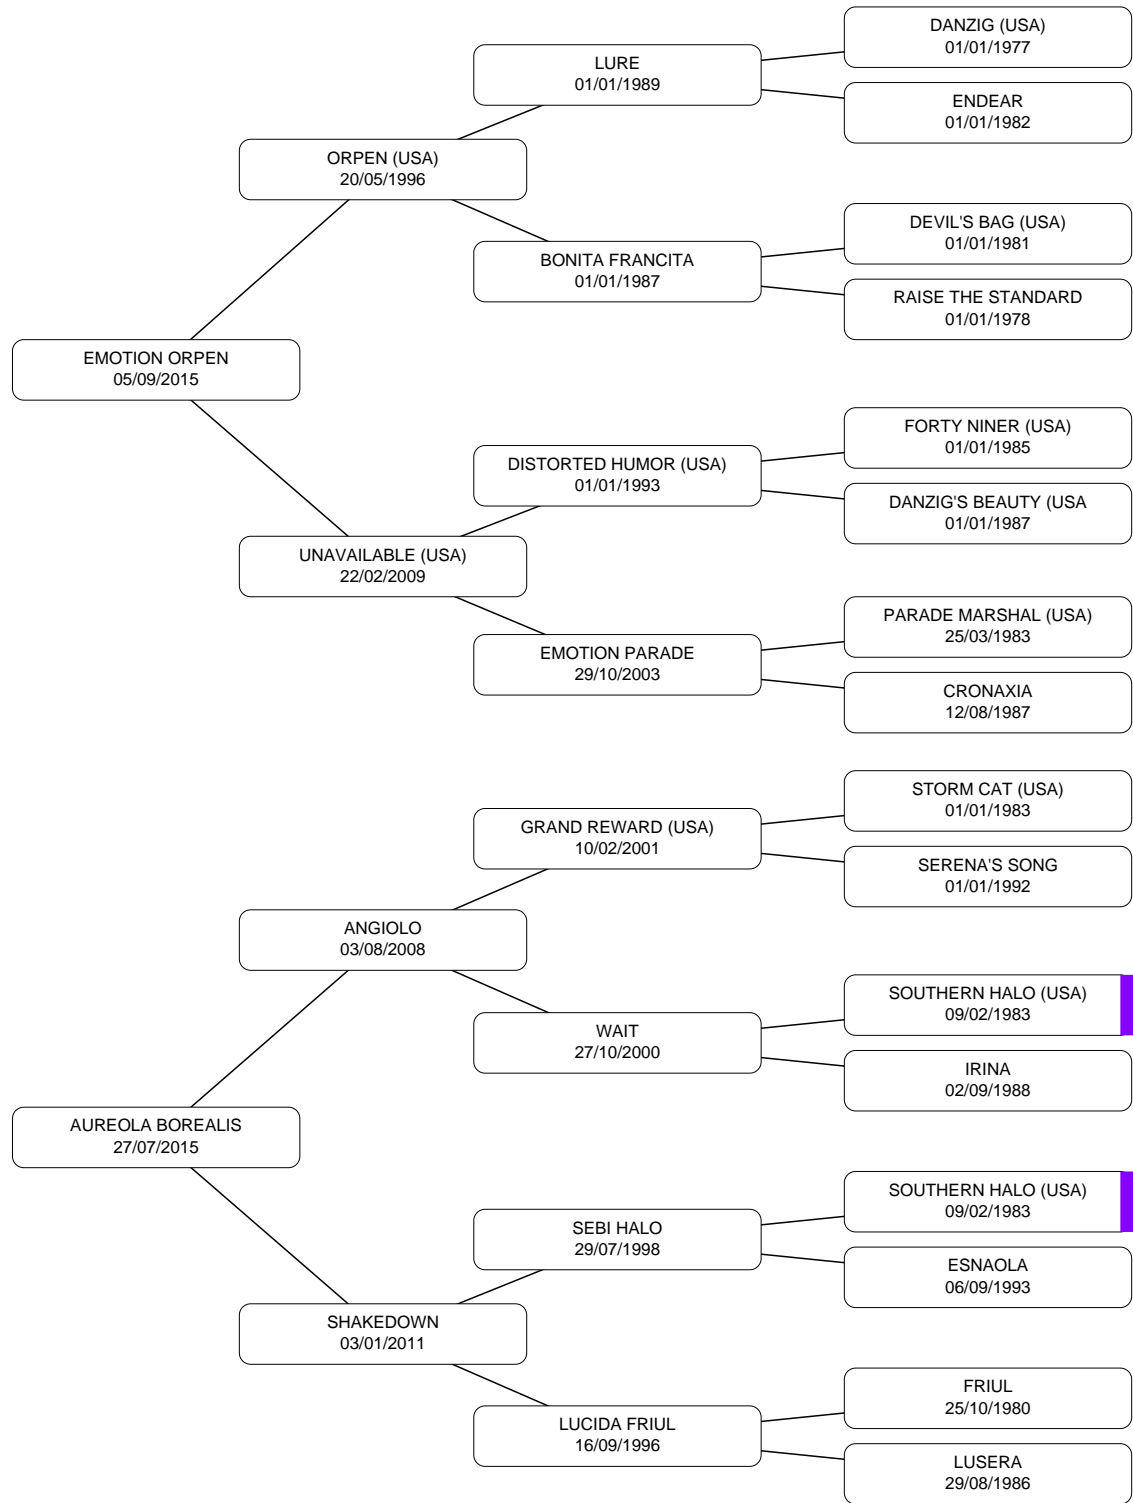 DANZIG (USA)
01/01/1977
LURE
01/01/1989
ENDEAR
01/01/1982
ORPEN (USA)
20/05/1996
DEVIL'S BAG (USA)
01/01/1981
BONITA FRANCITA
01/01/1987
RAISE THE STANDARD
01/01/1978
EMOTION ORPEN
05/09/2015
FORTY NINER (USA)
01/01/1985
DISTORTED HUMOR (USA)
01/01/1993
DANZIG'S BEAUTY (USA
01/01/1987
UNAVAILABLE (USA)
22/02/2009
PARADE MARSHAL (USA)
25/03/1983
EMOTION PARADE
29/10/2003
CRONAXIA
12/08/1987
STORM CAT (USA)
01/01/1983
GRAND REWARD (USA)
10/02/2001
SERENA'S SONG
01/01/1992
ANGIOLO
03/08/2008
SOUTHERN HALO (USA)
09/02/1983
WAIT
27/10/2000
IRINA
02/09/1988
AUREOLA BOREALIS
27/07/2015
SOUTHERN HALO (USA)
09/02/1983
SEBI HALO
29/07/1998
ESNAOLA
06/09/1993
SHAKEDOWN
03/01/2011
FRIUL
25/10/1980
LUCIDA FRIUL
16/09/1996
LUSERA
29/08/1986